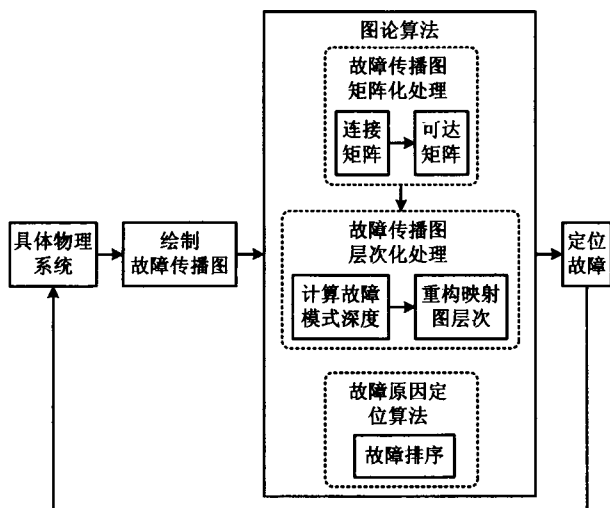 图论算法
故障传播图
矩阵化处理
连接
矩阵
可达
矩阵
具体物理
系统
绘制
故障传播图
故障传播图
层次化处理
计算故障
模式深度
重构映射
图层次
定位
故障
故障原因定
位算法
故障排序